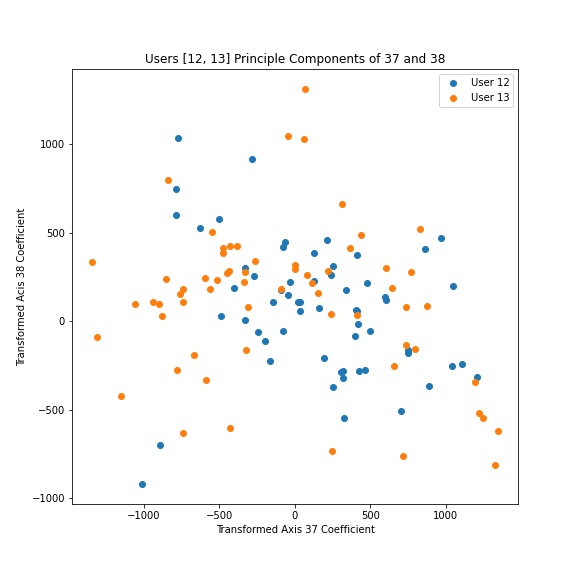 Users [12, 13] Principle Components of 37 and 38
User 12
User 13
Transformed Acis 38 Coefficient
1000
500
0
−500
−1000
−1000
−500
0
500
1000
Transformed Axis 37 Coefficient